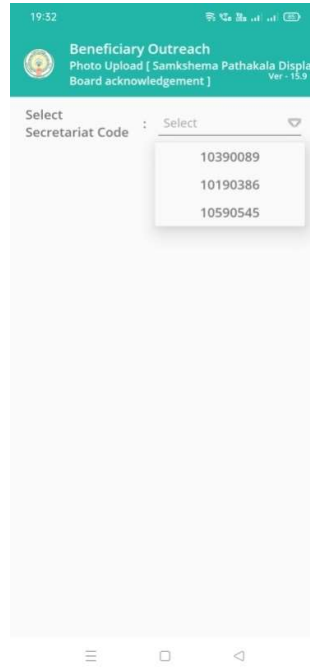 19:32
Beneficiary Outreach
Photo Upload [ Samkshema Pathakala Displa
Board acknowledgement ]
Ver - 15.9
Select
Secretariat Code : Select
10390089
10190386
10590545